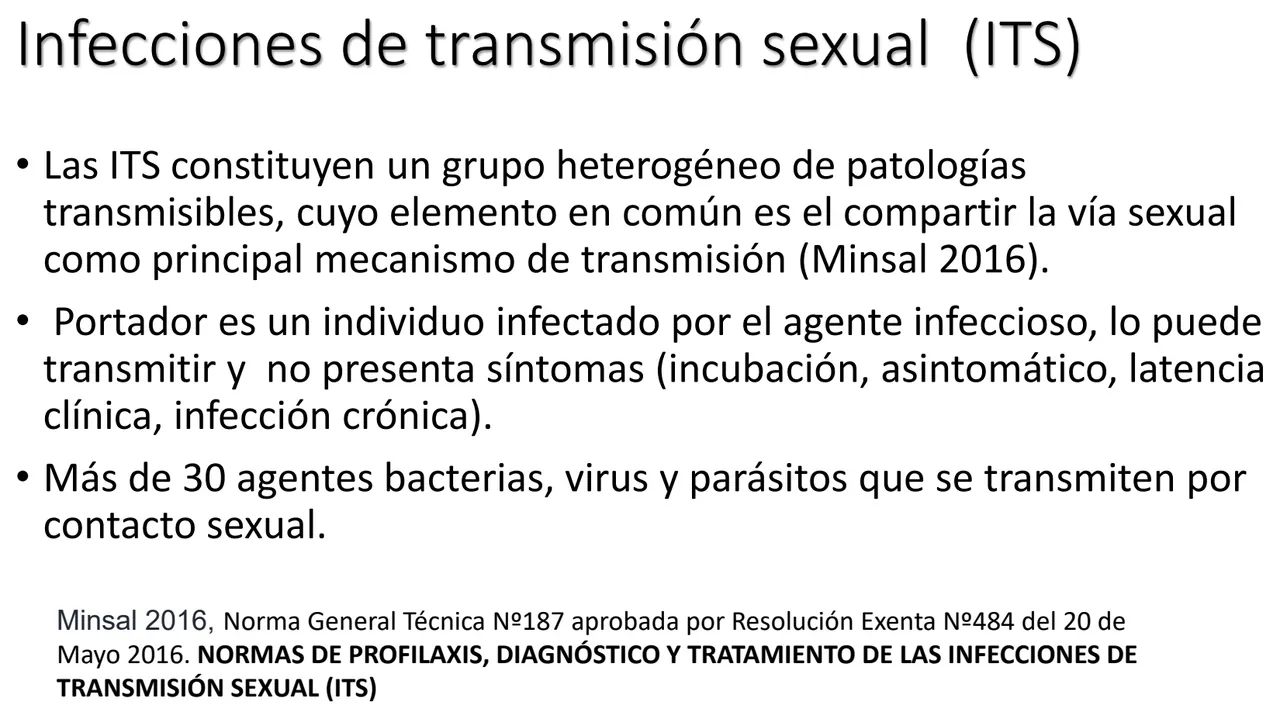 Infecciones de transmisión sexual  (ITS)
• Las ITS constituyen un grupo heterogéneo de patologías
transmisibles, cuyo elemento en común es el compartir la vía sexual
como principal mecanismo de transmisión (Minsal 2016).
•  Portador es un individuo infectado por el agente infeccioso, lo puede
transmitir y  no presenta síntomas (incubación, asintomático, latencia
clínica, infección crónica).
• Más de 30 agentes bacterias, virus y parásitos que se transmiten por
contacto sexual.
Minsal 2016, Norma General Técnica Nº187 aprobada por Resolución Exenta Nº484 del 20 de
Mayo 2016. NORMAS DE PROFILAXIS, DIAGNÓSTICO Y TRATAMIENTO DE LAS INFECCIONES DE
TRANSMISIÓN SEXUAL (ITS)